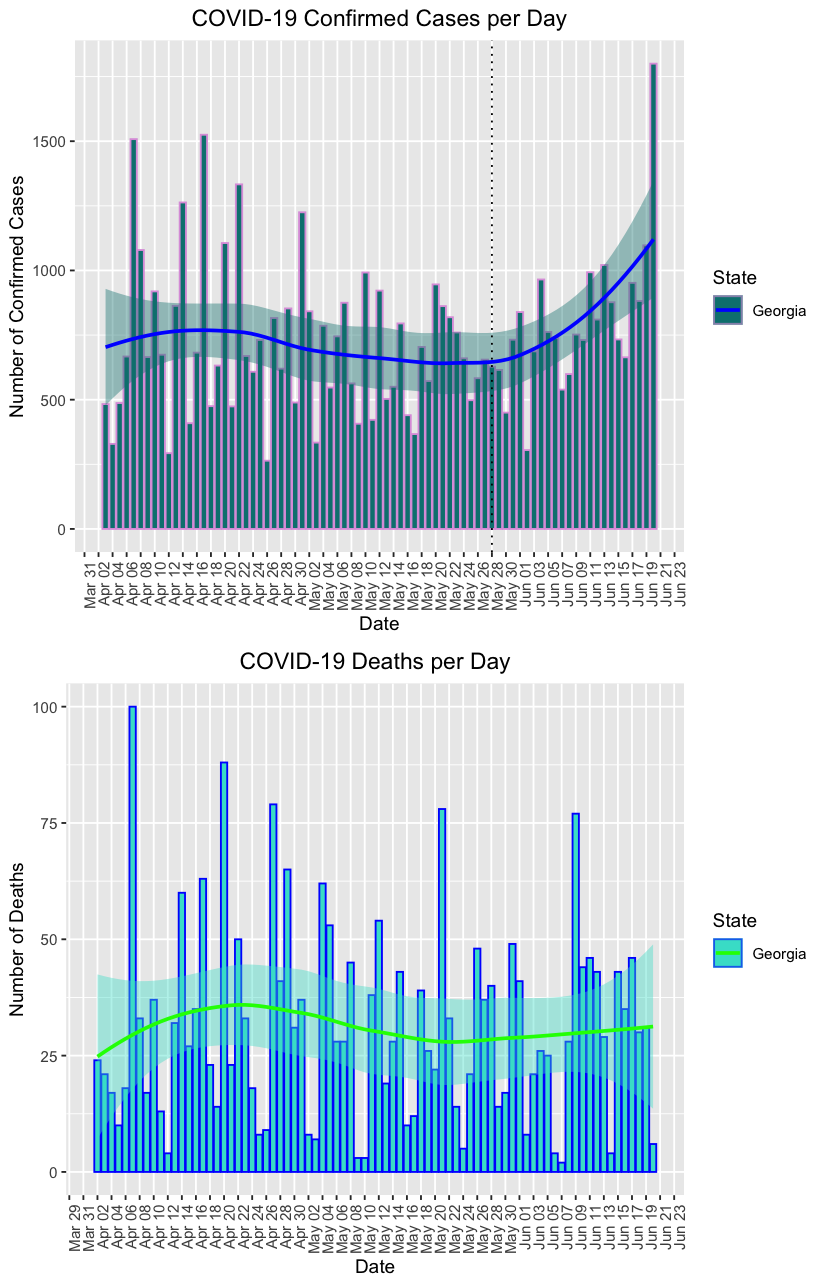 COVID-19 Confirmed Cases per Day
Number of Confirmed Cases
1500
1000
500
0
Mar 31
Apr 02
Apr 04
Apr 06
Apr 08
Apr 10
Apr 12
Apr 14
Apr 16
Apr 18
Apr 20
Apr 22
Apr 24
Apr 26
Apr 28
Apr 30
May 02
May 04
May 06
May 08
May 10
May 12
May 14
May 16
May 18
May 20
May 22
May 24
May 26
May 28
May 30
Jun 01
Jun 03
Jun 05
Jun 07
Jun 09
Jun 11
Jun 13
Jun 15
Jun 17
Jun 19
Jun 21
Jun 23
Date
State
Georgia
COVID-19 Deaths per Day
Number of Deaths
100
75
50
25
0
Mar 29
Mar 31
Apr 02
Apr 04
Apr 06
Apr 08
Apr 10
Apr 12
Apr 14
Apr 16
Apr 18
Apr 20
Apr 22
Apr 24
Apr 26
Apr 28
Apr 30
May 02
May 04
May 06
May 08
May 10
May 12
May 14
May 16
May 18
May 20
May 22
May 24
May 26
May 28
May 30
Jun 01
Jun 03
Jun 05
Jun 07
Jun 09
Jun 11
Jun 13
Jun 15
Jun 17
Jun 19
Jun 21
Jun 23
Date
State
Georgia